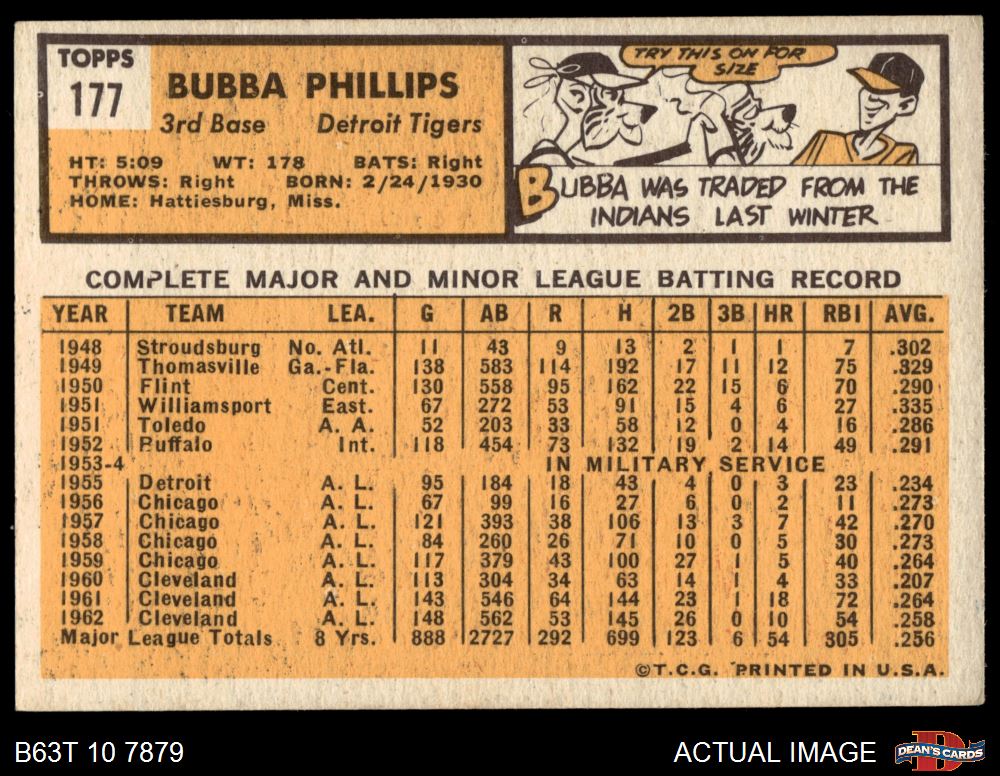 TOPPS
177
BUBBA PHILLIPS
3rd Base Detroit Tigers
HT: 5:09 WT: 178 BATS: Right
THROWS: Right BORN: 2/24/1930
HOME: Hattiesburg, Miss.
TRY THIS ON FOR
SIZE
BUBBA WAS TRADED FROM THE
INDIANS LAST WINTER
COMPLETE MAJOR AND MINOR LEAGUE BATTING RECORD
YEAR TEAM LEA. G AB R H 2B 3B HR RBI AVG.
1948 Stroudsburg No. Atl. 11 43 9 13 2 1 1 7 .302
1949 Thomasville Ga.-Fla. 138 583 114 192 17 11 12 75 .329
1950 Flint Cent. 130 558 95 162 22 15 6 70 .290
1951 Williamsport East. 67 272 53 91 15 4 6 27 .335
1951 Toledo A. A. 52 203 33 58 12 0 4 16 .286
1952 Buffalo Int. 118 454 73 132 19 2 14 49 .291
1953-4 IN MILITARY SERVICE
1955 Detroit A. L. 95 184 18 43 4 0 3 23 .234
1956 Chicago A. L. 67 99 16 27 6 0 2 11 .273
1957 Chicago A. L. 121 393 38 106 13 3 7 42 .270
1958 Chicago A. L. 84 260 26 71 10 0 5 30 .273
1959 Chicago A. L. 117 379 43 100 27 1 5 40 .264
1960 Cleveland A. L. 113 304 34 63 14 1 4 33 .207
1961 Cleveland A. L. 143 546 64 144 23 1 18 72 .264
1962 Cleveland A. L. 148 562 53 145 26 0 10 54 .258
Major League Totals 8 Yrs. 888 2727 292 699 123 6 54 305 .256
©T.C.G. PRINTED IN U.S.A.
B63T 10 7879 ACTUAL IMAGE DEAN'S CARDS